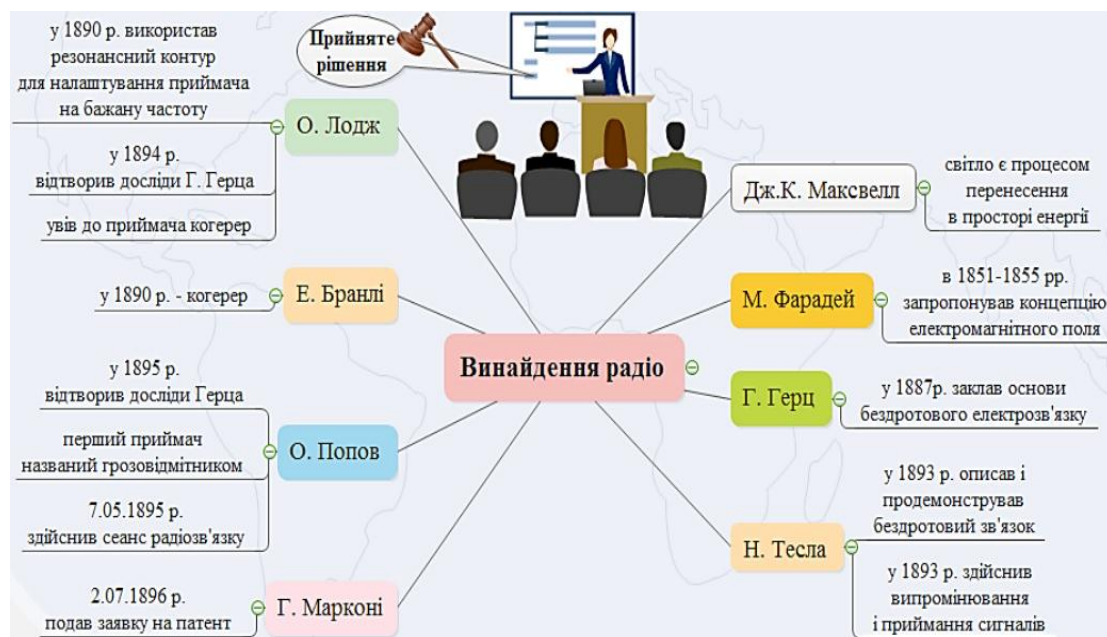 у 1890 р. використав
резонансний контур
для налаштування приймача
на бажану частоту
О. Лодж
у 1894 р.
відтворив досліди Г. Герца
увів до приймача когерер
Прийняте
рішення
у 1890 р. - когерер
Е. Бранлі
у 1895 р.
відтворив досліди Герца
перший приймач
названий грозовідмітником
О. Попов
7.05.1895 р.
здійснив сеанс радіозв'язку
2.07.1896 р.
подав заявку на патент
Г. Марконі
Винайдення радіо
Дж.К. Максвелл
світло є процесом
перенесення
в просторі енергії
М. Фарадей
в 1851-1855 рр.
запропонував концепцію
електромагнітного поля
Г. Герц
у 1887р. заклав основи
бездротового електрозв'язку
Н. Тесла
у 1893 р. описав і
продемонстрував
бездротовий зв'язок
у 1893 р. здійснив
випромінювання
і приймання сигналів